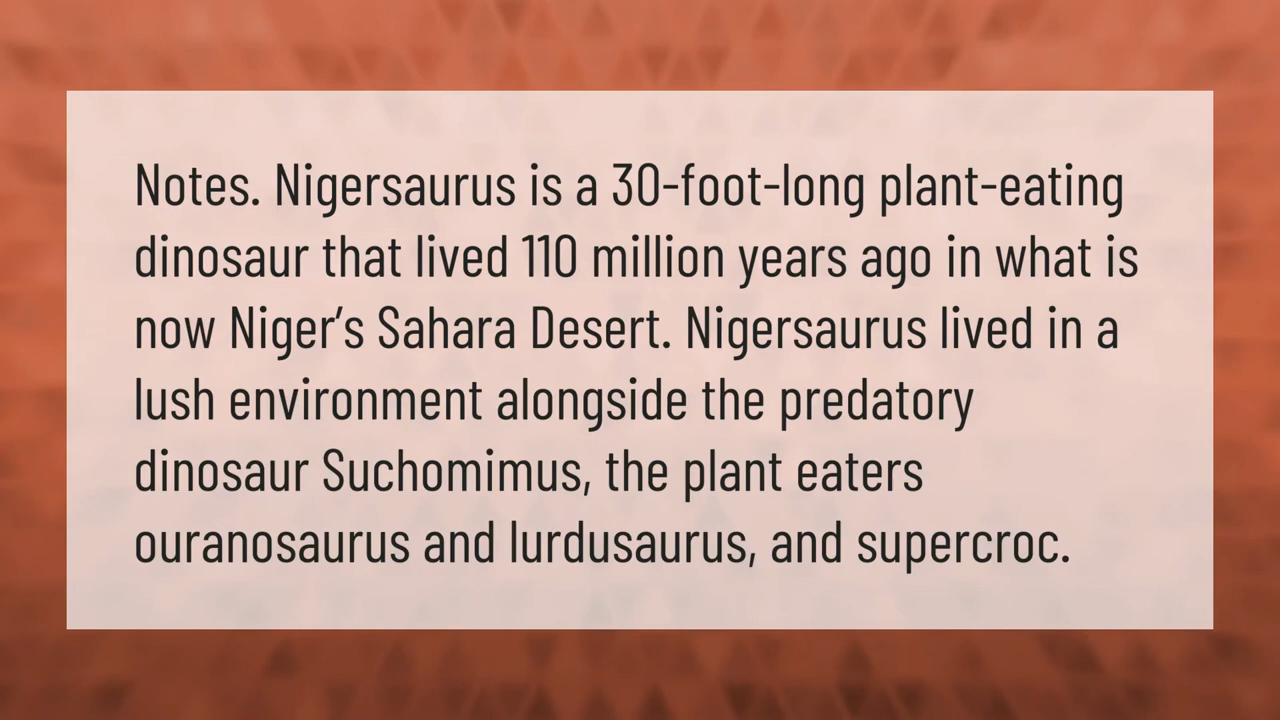 Notes. Nigersaurus is a 30-foot-long plant-eating
dinosaur that lived 110 million years ago in what is
now Niger’s Sahara Desert. Nigersaurus lived in a
lush environment alongside the predatory
dinosaur Suchomimus, the plant eaters
ouranosaurus and lurdusaurus, and supercroc.